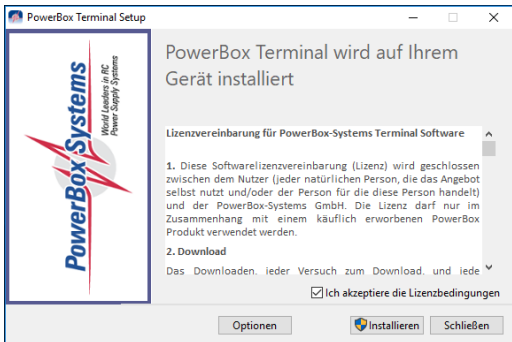 PowerBox Terminal Setup
PowerBox Systems
World Leaders in RC
Power Supply Systems
PowerBox Terminal wird auf Ihrem
Gerät installiert
Lizenzvereinbarung für PowerBox-Systems Terminal Software
1. Diese Softwarelizenzvereinbarung (Lizenz) wird geschlossen
zwischen dem Nutzer (jeder natürlichen Person, die das Angebot
selbst nutzt und/oder der Person für die diese Person handelt)
und der PowerBox-Systems GmbH. Die Lizenz darf nur im
Zusammenhang mit einem käuflich erworbenen PowerBox
Produkt verwendet werden.
2. Download
Das Downloaden, jeder Versuch zum Download, und jede
Ich akzeptiere die Lizenzbedingungen
Optionen
Installieren
Schließen